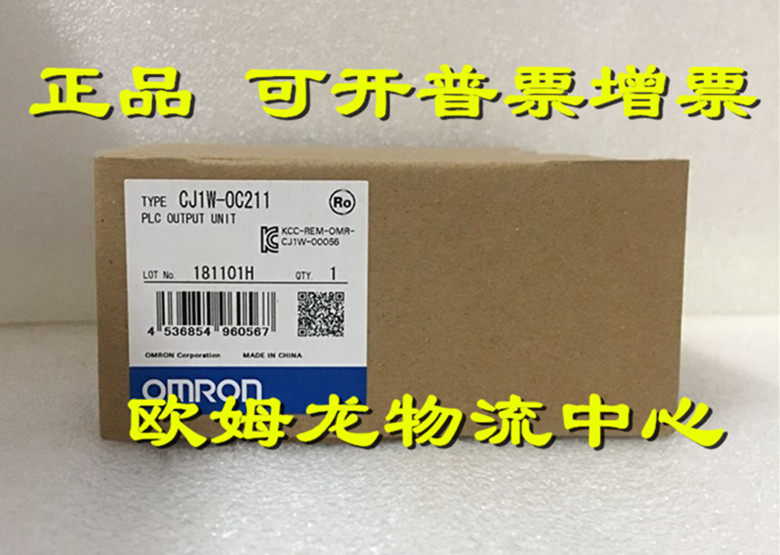 正品 可开普票增票
TYPE CJ1W-OC211
PLC OUTPUT UNIT
Ro
KCC-REM-OMR-
CJ1W-00056
LOT No. 181101H QTY. 1
4 536854 960567
OMRON Corporation MADE IN CHINA
OMRON
欧姆龙物流中心